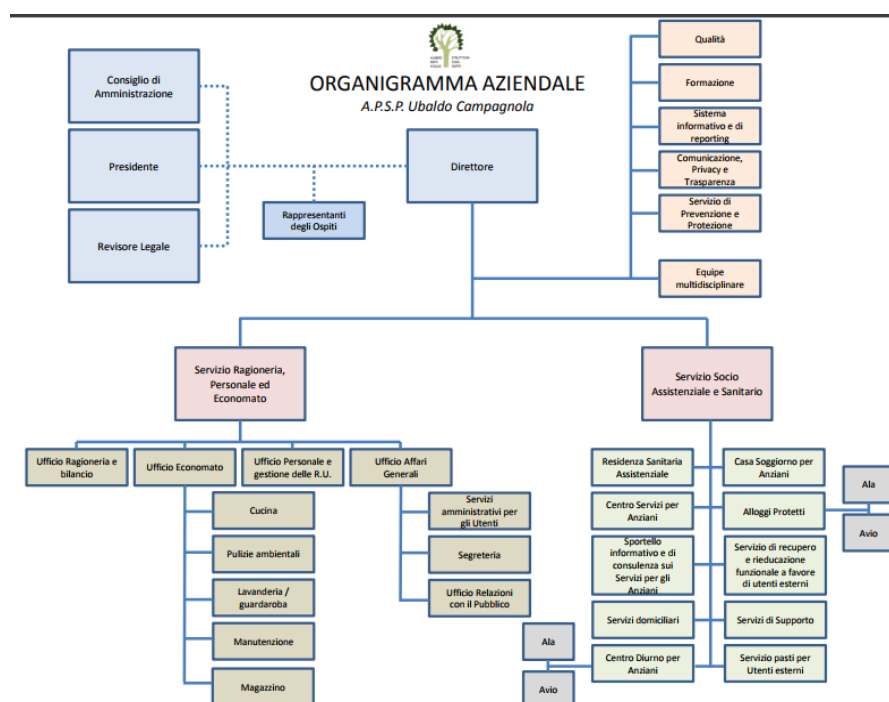 ORGANIGRAMMA AZIENDALE
A.P.S.P. Ubaldo Campagnola
Consiglio di
Amministrazione
Presidente
Revisore Legale
Rappresentanti
degli Ospiti
Direttore
Qualità
Formazione
Sistema
informativo e di
reporting
Comunicazione,
Privacy e
Trasparenza
Servizio di
Prevenzione e
Protezione
Equipe
multidisciplinare
Servizio Ragioneria,
Personale ed
Economato
Servizio Socio
Assistenziale e Sanitario
Ufficio Ragioneria e
bilancio
Ufficio Economato
Ufficio Personale e
gestione delle R.U.
Ufficio Affari
Generali
Cucina
Pulizie ambientali
Lavanderia /
guardaroba
Manutenzione
Magazzino
Servizi
amministrativi per
gli Utenti
Segreteria
Ufficio Relazioni
con il Pubblico
Residenza Sanitaria
Assistenziale
Casa Soggiorno per
Anziani
Centro Servizi per
Anziani
Alloggi Protetti
Ala
Avio
Sportello
informativo e di
consulenza sui
Servizi per gli
Anziani
Servizio di recupero
e rieducazione
funzionale a favore
di utenti esterni
Servizi domiciliari
Servizi di Supporto
Centro Diurno per
Anziani
Ala
Avio
Servizio pasti per
Utenti esterni